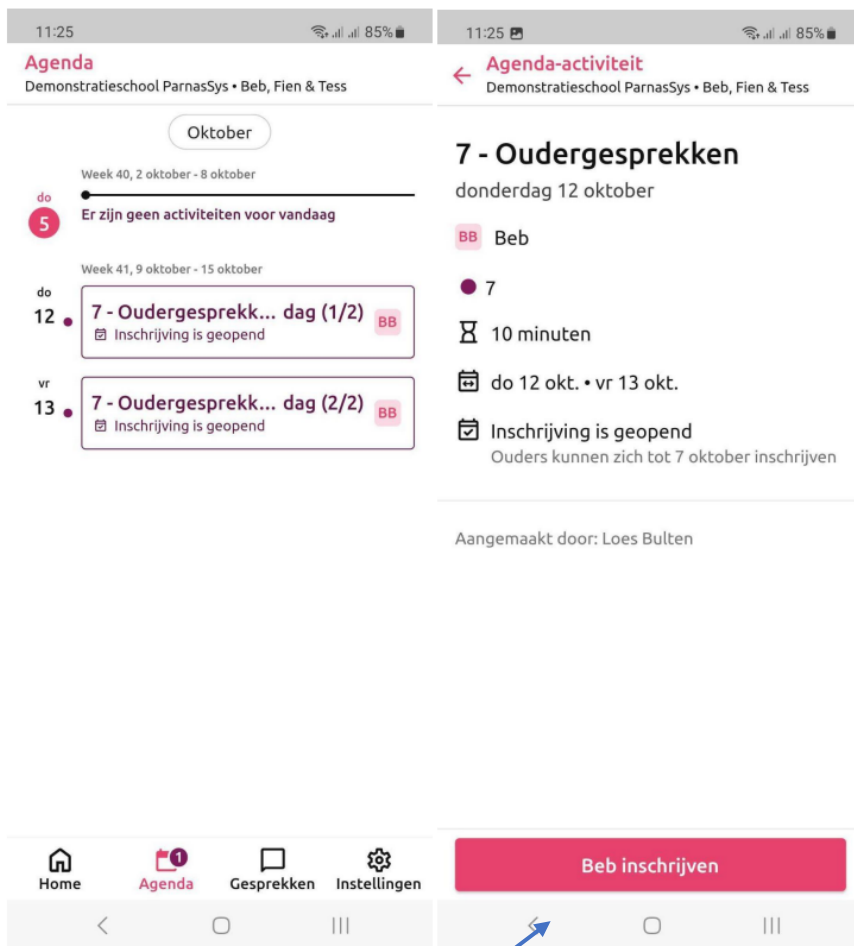 11:25
85%
Agenda
Demonstratieschool ParnasSys • Beb, Fien & Tess
Oktober
Week 40, 2 oktober - 8 oktober
do
5
Er zijn geen activiteiten voor vandaag
Week 41, 9 oktober - 15 oktober
do
12
7 - Oudergesprekk... dag (1/2)
BB
Inschrijving is geopend
vr
13
7 - Oudergesprekk... dag (2/2)
BB
Inschrijving is geopend
1
Home
Agenda
Gesprekken
Instellingen
11:25
85%
Agenda-activiteit
Demonstratieschool ParnasSys • Beb, Fien & Tess
7 - Oudergesprekken
donderdag 12 oktober
BB Beb
7
10 minuten
do 12 okt. • vr 13 okt.
Inschrijving is geopend
Ouders kunnen zich tot 7 oktober inschrijven
Aangemaakt door: Loes Bulten
Beb inschrijven